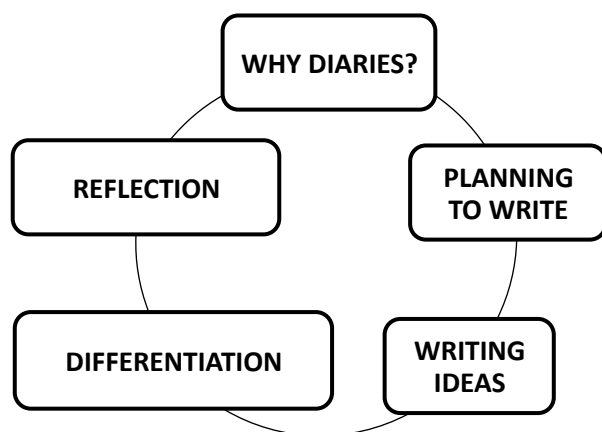 WHY DIARIES?
PLANNING
TO WRITE
WRITING
IDEAS
DIFFERENTIATION
REFLECTION